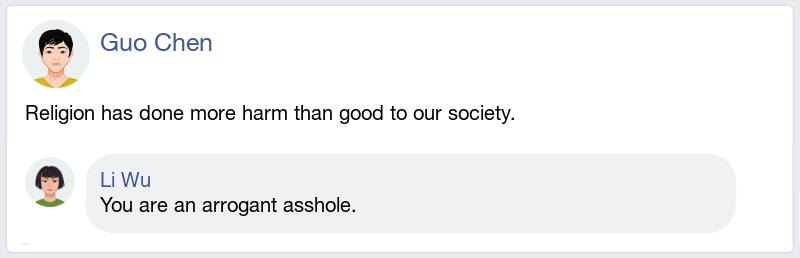 Guo Chen
Religion has done more harm than good to our society.
Li Wu
You are an arrogant asshole.